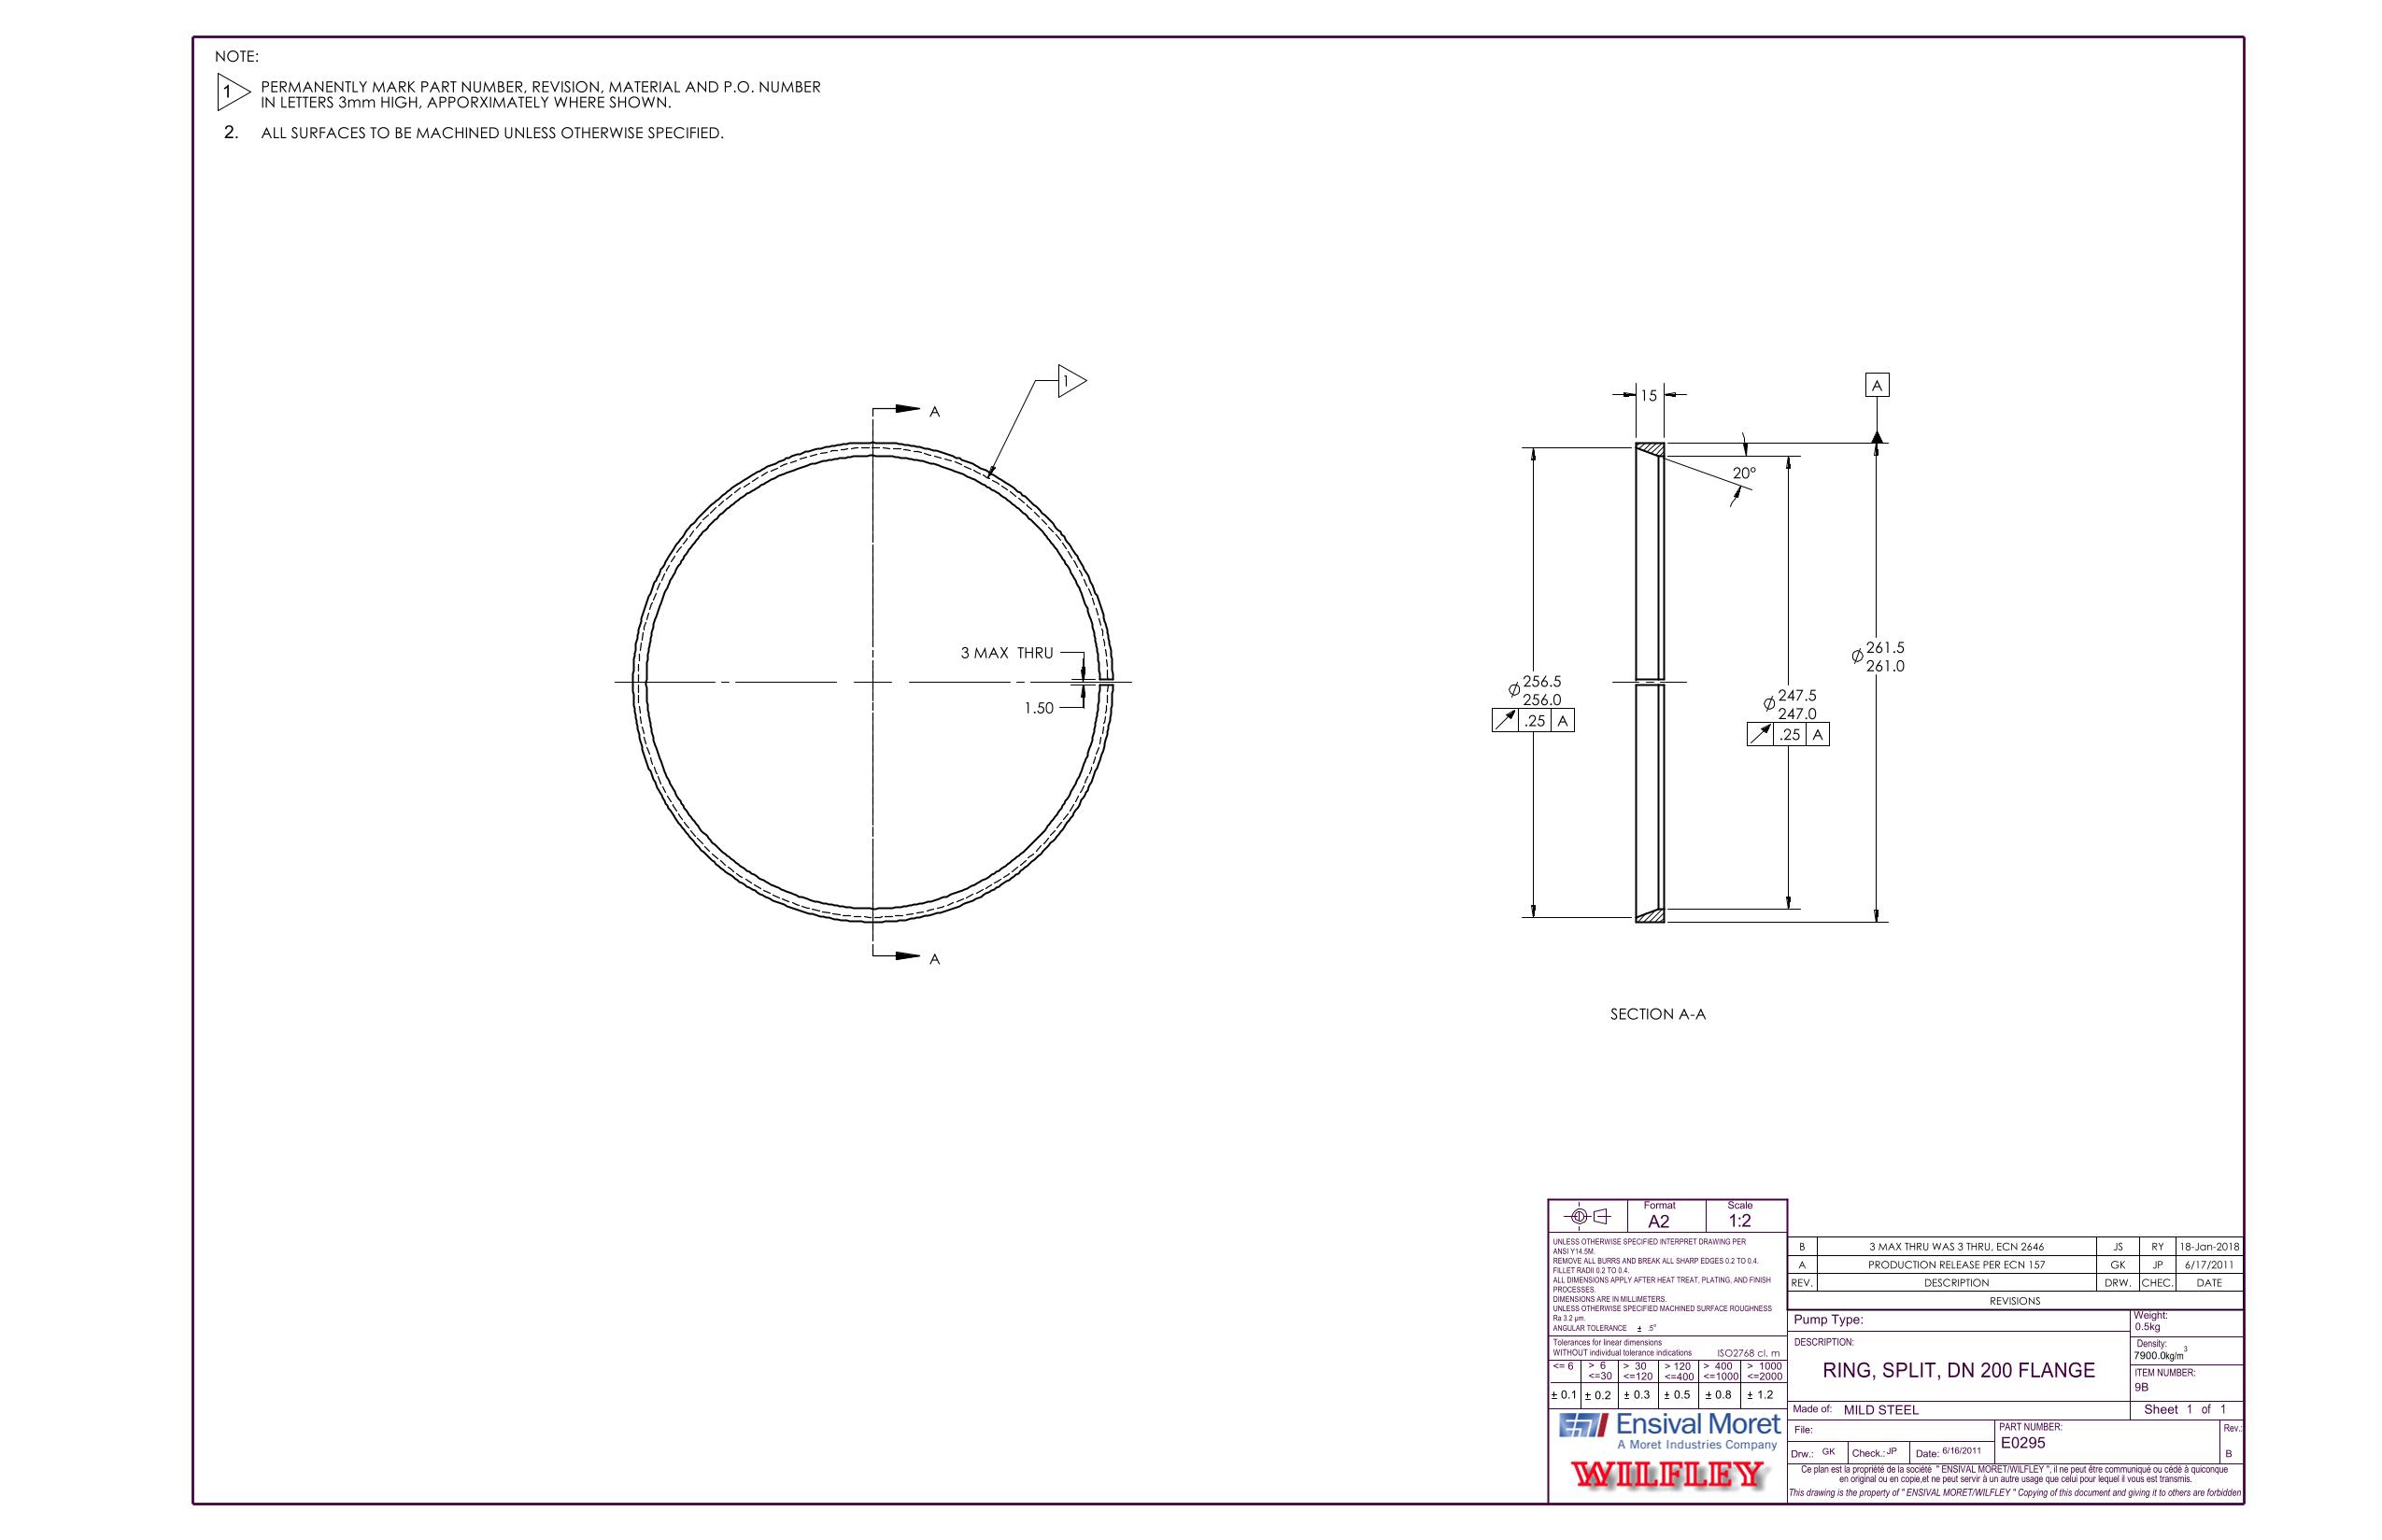 NOTE:
1 PERMANENTLY MARK PART NUMBER, REVISION, MATERIAL AND P.O. NUMBER
IN LETTERS 3mm HIGH, APPORXIMATELY WHERE SHOWN.
2. ALL SURFACES TO BE MACHINED UNLESS OTHERWISE SPECIFIED.
1
A
3 MAX THRU
1.50
A
15
A
20°
⌀ 261.5
261.0
⌀ 256.5
256.0
.25 A
⌀ 247.5
247.0
.25 A
SECTION A-A
Format
A2
Scale
1:2
UNLESS OTHERWISE SPECIFIED INTERPRET DRAWING PER
ANSI Y14.5M.
REMOVE ALL BURRS AND BREAK ALL SHARP EDGES 0.2 TO 0.4.
FILLET RADII 0.2 TO 0.4.
ALL DIMENSIONS APPLY AFTER HEAT TREAT, PLATING, AND FINISH
PROCESSES.
DIMENSIONS ARE IN MILLIMETERS.
UNLESS OTHERWISE SPECIFIED MACHINED SURFACE ROUGHNESS
Ra 3.2 µm.
ANGULAR TOLERANCE ± .5°
Tolerances for linear dimensions
WITHOUT individual tolerance indications ISO2768 cl. m
<= 6 > 6 > 30 > 120 > 400 > 1000
<=30 <=120 <=400 <=1000 <=2000
± 0.1 ± 0.2 ± 0.3 ± 0.5 ± 0.8 ± 1.2
Ensival Moret
A Moret Industries Company
WILFLEY
B 3 MAX THRU WAS 3 THRU, ECN 2646 JS RY 18-Jan-2018
A PRODUCTION RELEASE PER ECN 157 GK JP 6/17/2011
REV. DESCRIPTION DRW. CHEC. DATE
REVISIONS
Pump Type:
Weight:
0.5kg
DESCRIPTION:
RING, SPLIT, DN 200 FLANGE
Density:
7900.0kg/m3
ITEM NUMBER:
9B
Made of: MILD STEEL
Sheet 1 of 1
File:
PART NUMBER:
E0295
Rev.:
B
Drw.: GK Check.: JP Date: 6/16/2011
Ce plan est la propriété de la société " ENSIVAL MORET/WILFLEY ", il ne peut être communiqué ou cédé à quiconque
en original ou en copie,et ne peut servir à un autre usage que celui pour lequel il vous est transmis.
This drawing is the property of " ENSIVAL MORET/WILFLEY " Copying of this document and giving it to others are forbidden